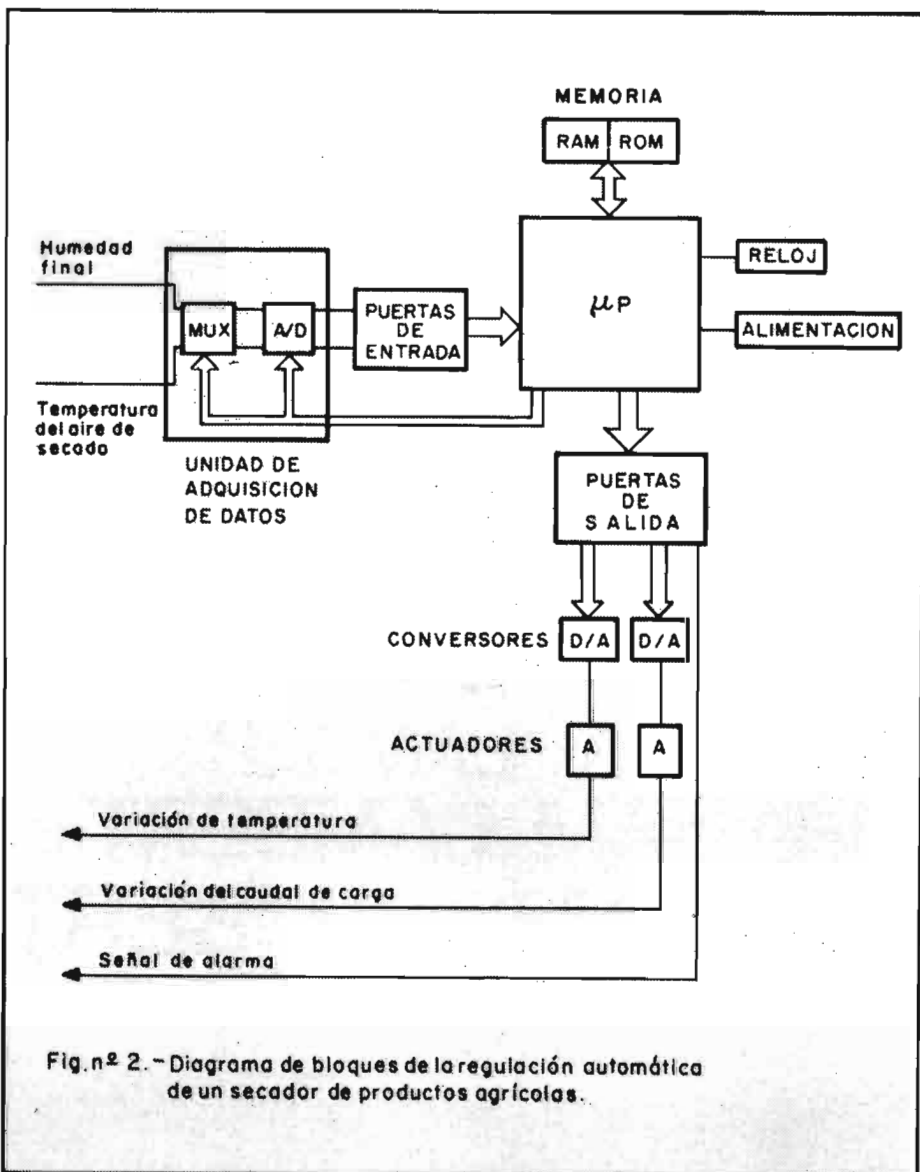 MEMORIA
RAM ROM
Humedad
final
MUX
A/D
PUERTAS
DE
ENTRADA
µP
RELOJ
ALIMENTACION
Temperatura
del aire de
secado
UNIDAD DE
ADQUISICION
DE DATOS
PUERTAS
DE
SALIDA
CONVERSORES D/A D/A
ACTUADORES A A
Variación de temperatura
Variación del caudal de carga
Señal de alarma
Fig. nº 2.- Diagrama de bloques de la regulación automática
de un secador de productos agrícolas.